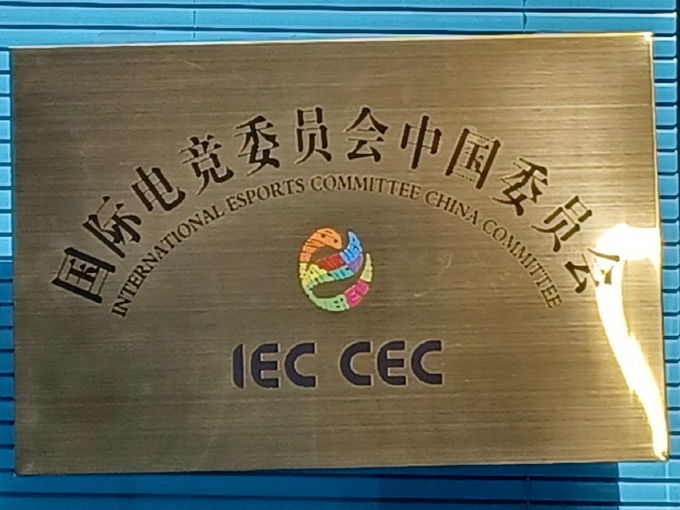 国际电竞委员会中国委员会
INTERNATIONAL ESPORTS COMMITTEE CHINA COMMITTEE
IEC CEC